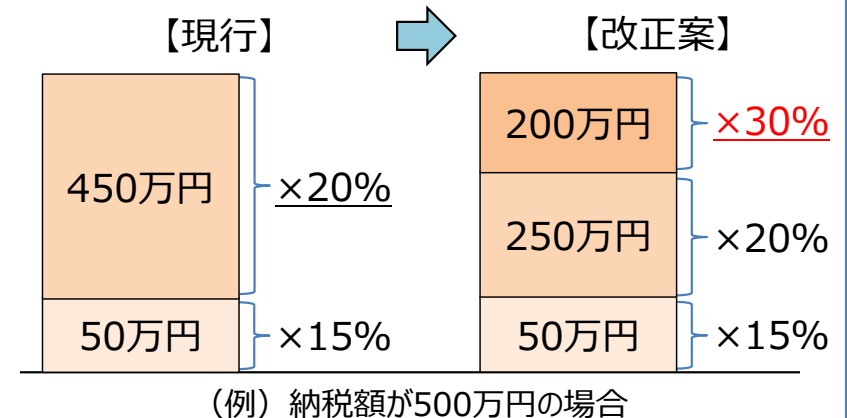 【現行】
【改正案】
450万円
×20%
50万円
×15%
200万円
×30%
250万円
×20%
50万円
×15%
（例）納税額が500万円の場合